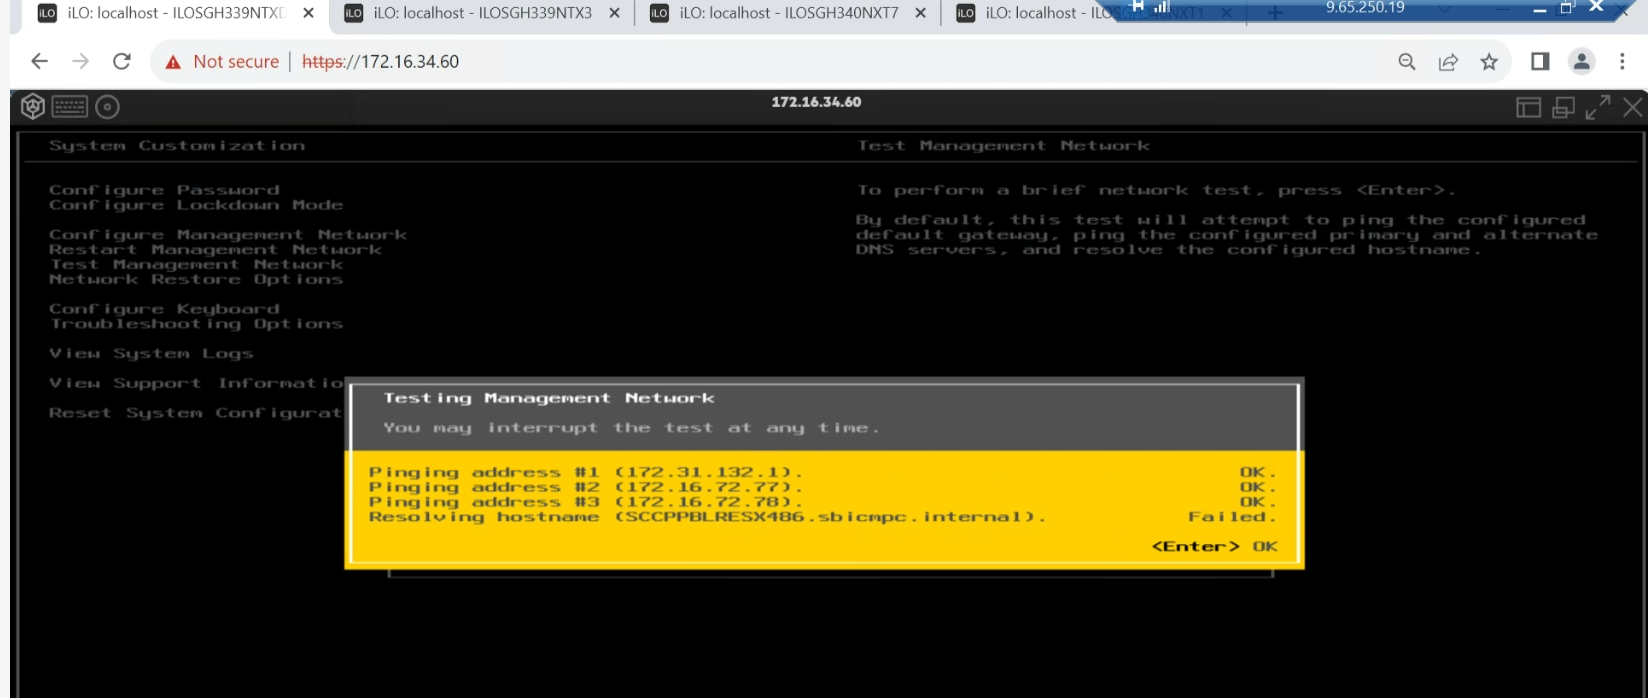 iLO: localhost - ILOSGH339NTXD
iLO: localhost - ILOSGH339NTX3
iLO: localhost - ILOSGH340NXT7
iLO: localhost - ILOSGH340NXT1
9.65.250.19
Not secure | https://172.16.34.60
172.16.34.60
System Customization
Test Management Network
Configure Password
Configure Lockdown Mode
Configure Management Network
Restart Management Network
Test Management Network
Network Restore Options
Configure Keyboard
Troubleshooting Options
View System Logs
View Support Informatio
Reset System Configurat
To perform a brief network test, press <Enter>.
By default, this test will attempt to ping the configured
default gateway, ping the configured primary and alternate
DNS servers, and resolve the configured hostname.
Testing Management Network
You may interrupt the test at any time.
Pinging address #1 (172.31.132.1). OK.
Pinging address #2 (172.16.72.77). OK.
Pinging address #3 (172.16.72.78). OK.
Resolving hostname (SCCPPBLRESX486.sbicmpc.internal). Failed.
<Enter> OK